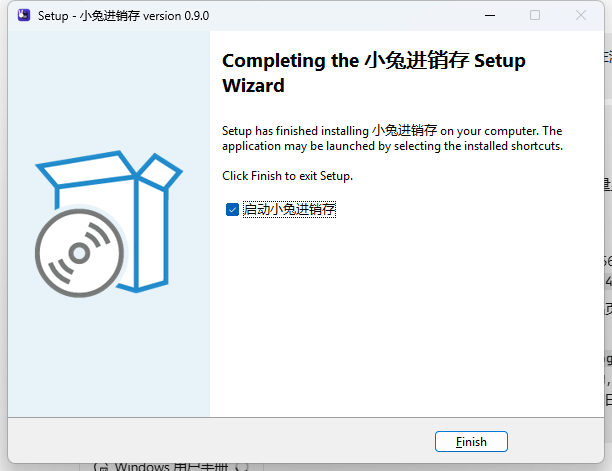 Setup - 小兔进销存 version 0.9.0
Completing the 小兔进销存 Setup
Wizard
Setup has finished installing 小兔进销存 on your computer. The
application may be launched by selecting the installed shortcuts.
Click Finish to exit Setup.
启动小兔进销存
Finish
Windows 用户手册